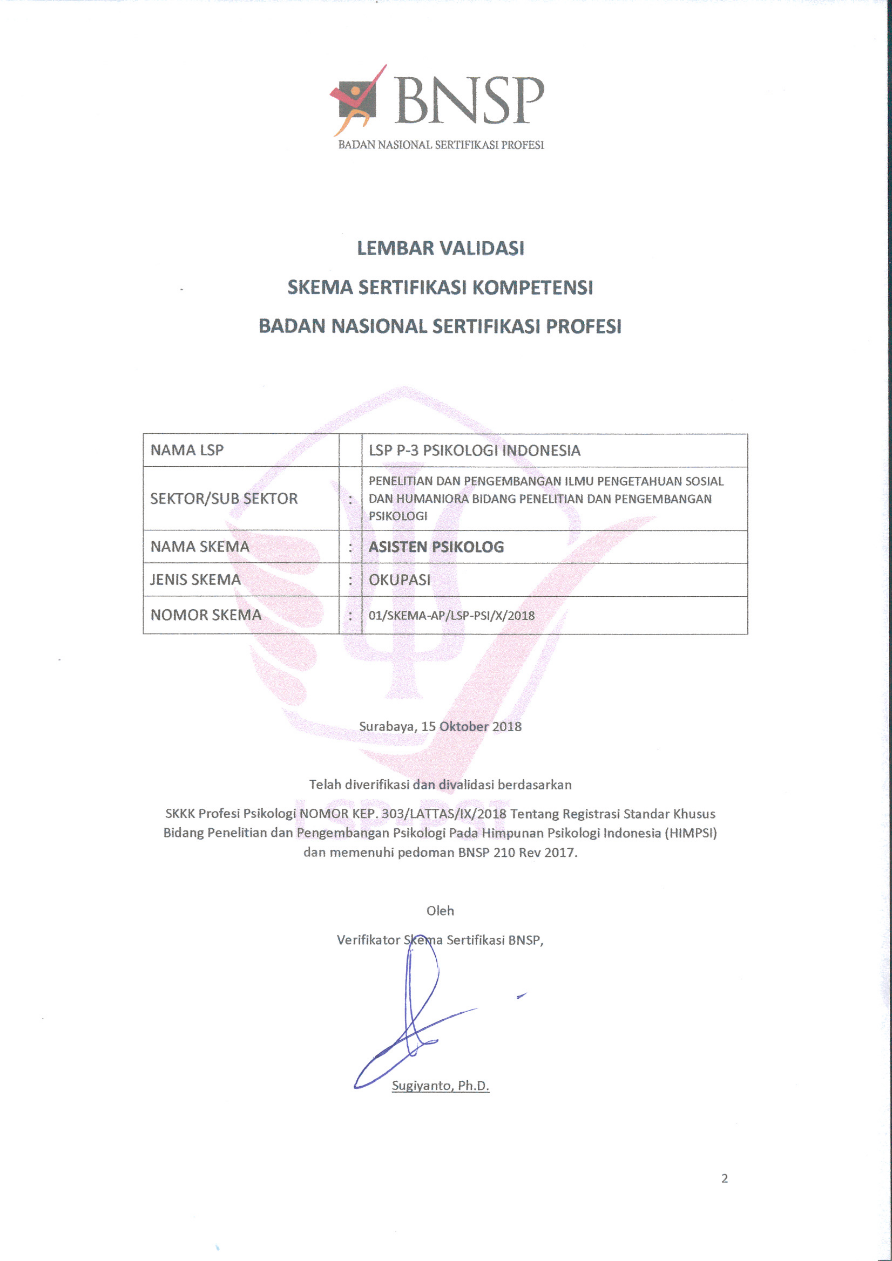 BNSP
BADAN NASIONAL SERTIFIKASI PROFESI
LEMBAR VALIDASI
SKEMA SERTIFIKASI KOMPETENSI
BADAN NASIONAL SERTIFIKASI PROFESI
NAMA LSP LSP P-3 PSIKOLOGI INDONESIA
SEKTOR/SUB SEKTOR : PENELITIAN DAN PENGEMBANGAN ILMU PENGETAHUAN SOSIAL
DAN HUMANIORA BIDANG PENELITIAN DAN PENGEMBANGAN
PSIKOLOGI
NAMA SKEMA : ASISTEN PSIKOLOG
JENIS SKEMA : OKUPASI
NOMOR SKEMA : 01/SKEMA-AP/LSP-PSI/X/2018
Surabaya, 15 Oktober 2018
Telah diverifikasi dan divalidasi berdasarkan
LSP-PSI
SKKK Profesi Psikologi NOMOR KEP. 303/LATTAS/IX/2018 Tentang Registrasi Standar Khusus
Bidang Penelitian dan Pengembangan Psikologi Pada Himpunan Psikologi Indonesia (HIMPSI)
dan memenuhi pedoman BNSP 210 Rev 2017.
Oleh
Verifikator Skema Sertifikasi BNSP,
Sugiyanto, Ph.D.
2